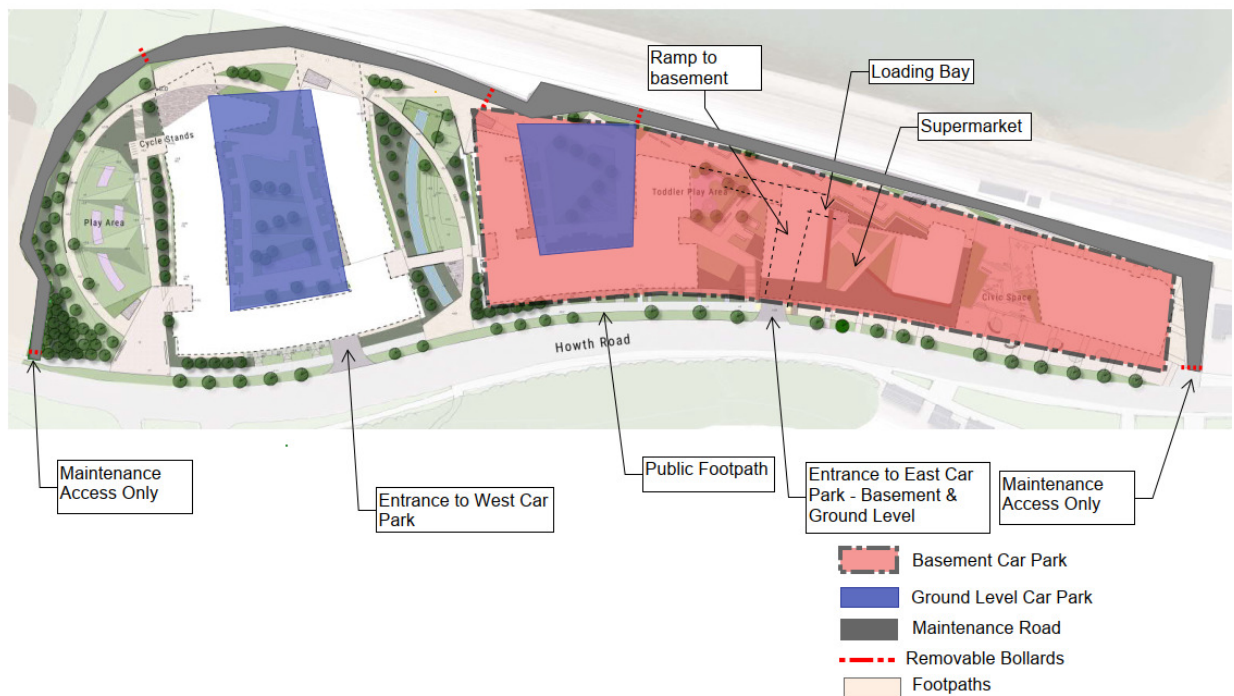 Ramp to
basement
Loading Bay
Supermarket
Cycle Stands
Play Area
Toddler Play Area
Civic Space
Howth Road
Maintenance
Access Only
Entrance to West Car
Park
Public Footpath
Entrance to East Car
Park - Basement &
Ground Level
Maintenance
Access Only
Basement Car Park
Ground Level Car Park
Maintenance Road
Removable Bollards
Footpaths